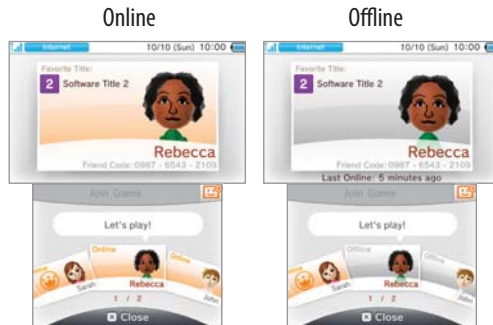 Online
Offline
Internet
10/10 (Sun) 10:00
Favorite Title:
2 Software Title 2
Rebecca
Friend Code: 0987 - 6543 - 2109
Join Game
Let's play!
Online
Online
Sarah
Rebecca
John
1 / 2
X Close
Internet
10/10 (Sun) 10:00
Favorite Title:
2 Software Title 2
Rebecca
Friend Code: 0987 - 6543 - 2109
Last Online: 5 minutes ago
Join Game
Let's play!
Offline
Offline
Sarah
Rebecca
John
1 / 2
X Close